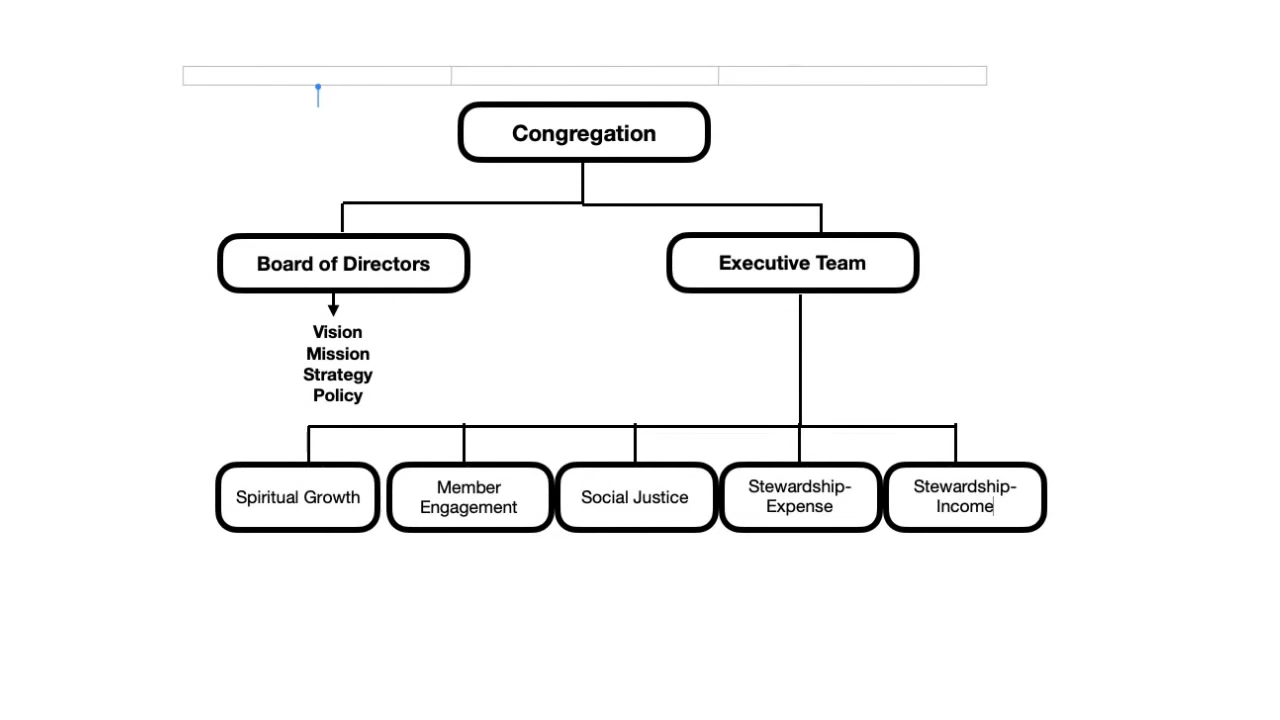 Congregation
Board of Directors
Executive Team
Vision
Mission
Strategy
Policy
Spiritual Growth
Member
Engagement
Social Justice
Stewardship-
Expense
Stewardship-
Income